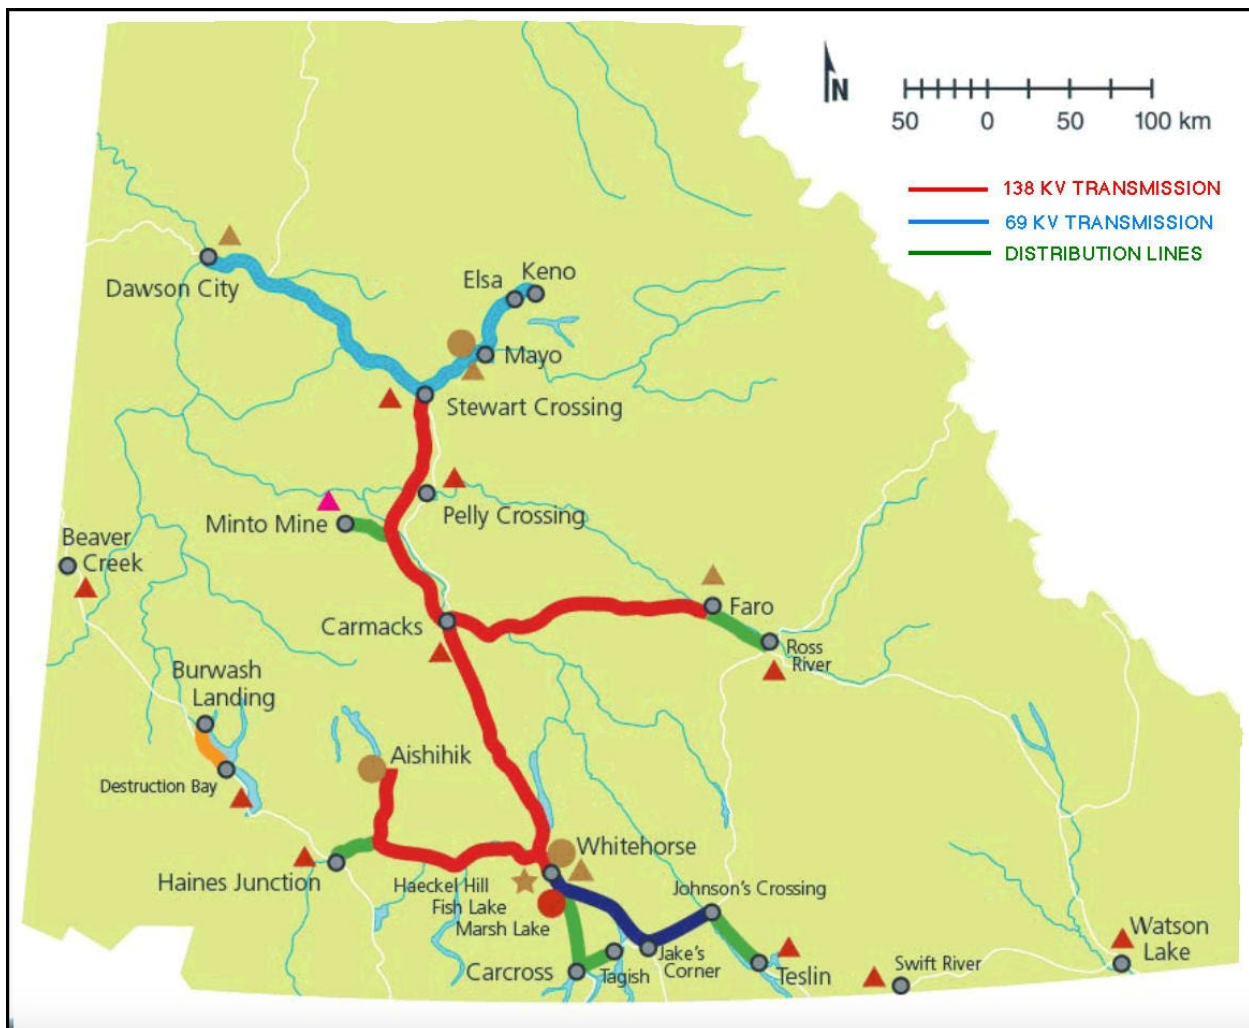 N
50 0 50 100 km
138 KV TRANSMISSION
69 KV TRANSMISSION
DISTRIBUTION LINES
Dawson City
Elsa
Keno
Mayo
Stewart Crossing
Pelly Crossing
Minto Mine
Beaver
Creek
Carmacks
Faro
Ross
River
Burwash
Landing
Destruction Bay
Aishihik
Haines Junction
Whitehorse
Haeckel Hill
Fish Lake
Marsh Lake
Johnson's Crossing
Carcross
Tagish
Jake's
Corner
Teslin
Swift River
Watson
Lake